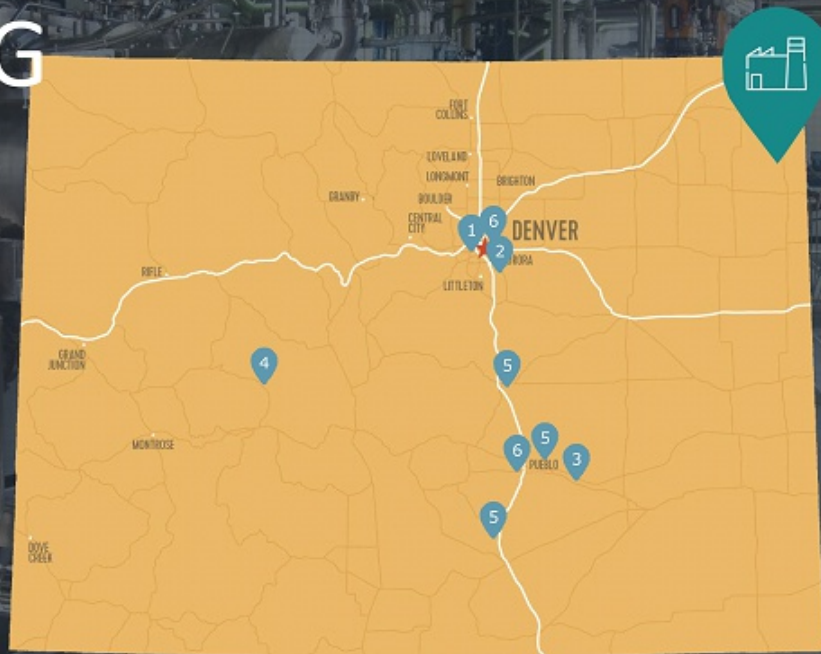 G
FORT
COLLINS
LOVELAND
LONGMONT
BRIGHTON
GRANBY
BOULDER
CENTRAL
CITY
1
6
DENVER
2
RORA
RIFLE
LITTLETON
GRAND
JUNCTION
4
5
MONTROSE
6
5
3
PUEBLO
5
DOVE
CREEK